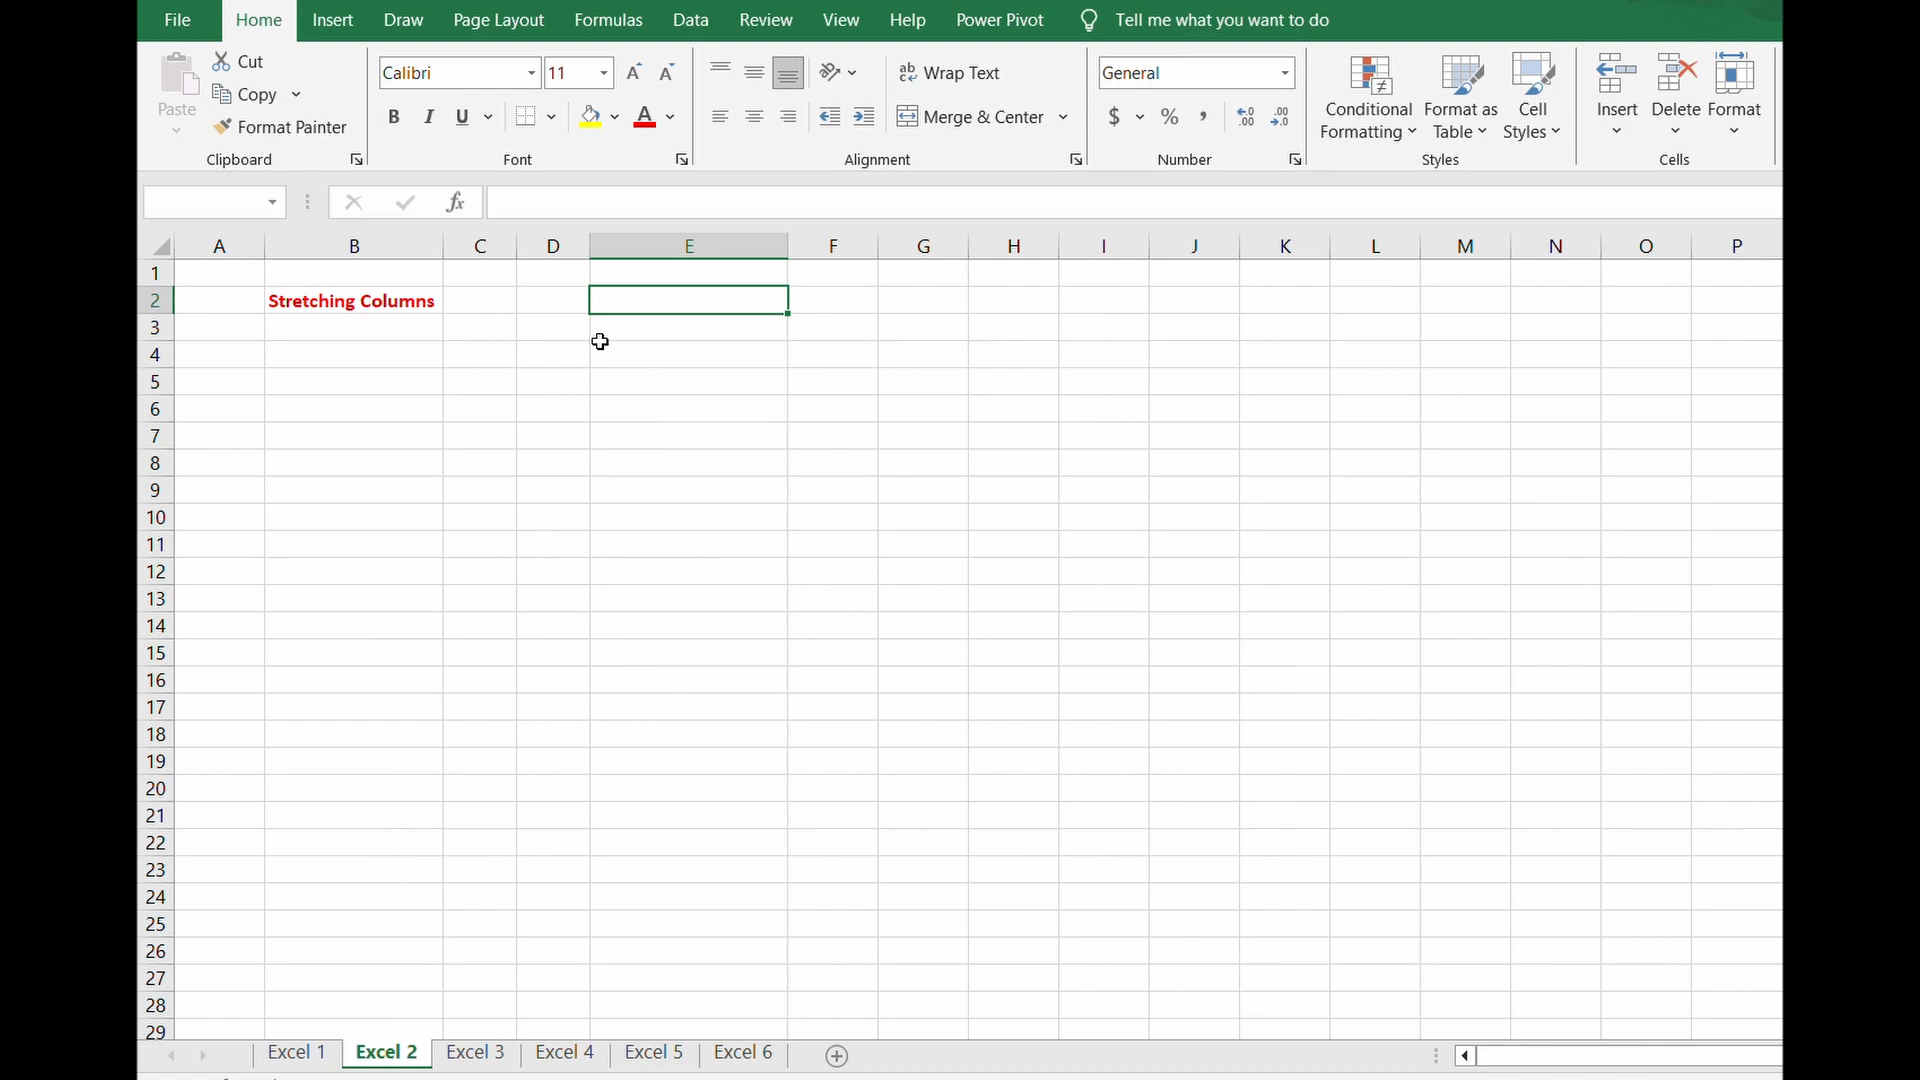 File Home Insert Draw Page Layout Formulas Data Review View Help Power Pivot Tell me what you want to do
Paste
Cut
Copy
Format Painter
Clipboard
Calibri 11
B I U
Font
Wrap Text
Merge & Center
Alignment
General
$ % ,
Number
Conditional Formatting
Format as Table
Cell Styles
Styles
Insert Delete Format
Cells
fx
A B C D E F G H I J K L M N O P
1
2 Stretching Columns
3
4
5
6
7
8
9
10
11
12
13
14
15
16
17
18
19
20
21
22
23
24
25
26
27
28
29
Excel 1 Excel 2 Excel 3 Excel 4 Excel 5 Excel 6